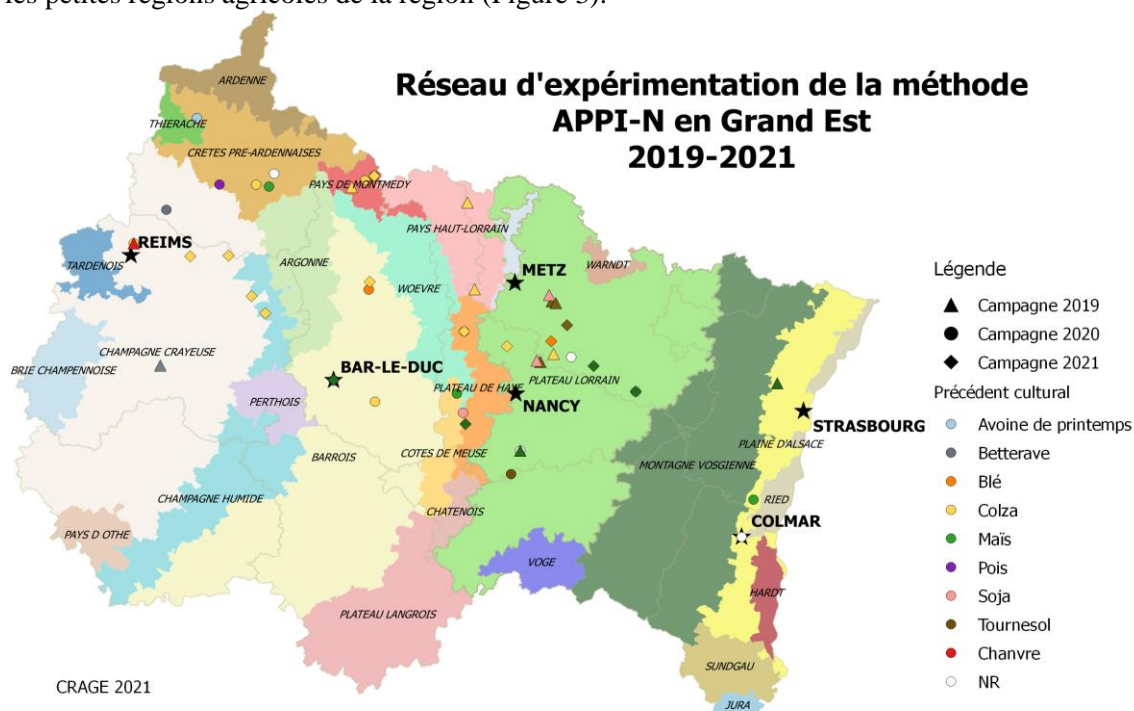 les petites régions agricoles de la région (Figure 3).
Réseau d'expérimentation de la méthode
APPI-N en Grand Est
2019-2021
ARDENNE
THIERACHE
CRETES PRE-ARDENNAISES
PAYS DE MONTMEDY
PAYS HAUT-LORRAIN
REIMS
TARDENOIS
ARGONNE
WOEVRE
METZ
WARNDT
BRIE CHAMPENNOISE
CHAMPAGNE CRAYEUSE
BAR-LE-DUC
PERTHOIS
PLATEAU DE HAYE
PLATEAU LORRAIN
NANCY
STRASBOURG
PLAINE D'ALSACE
BARROIS
COTES DE MEUSE
MONTAGNE VOSGIENNE
CHAMPAGNE HUMIDE
CHATENOIS
RIED
PAYS D OTHE
COLMAR
VOGE
HARDT
PLATEAU LANGROIS
SUNDGAU
JURA
CRAGE 2021
Légende
Campagne 2019
Campagne 2020
Campagne 2021
Précédent cultural
Avoine de printemps
Betterave
Blé
Colza
Maïs
Pois
Soja
Tournesol
Chanvre
NR